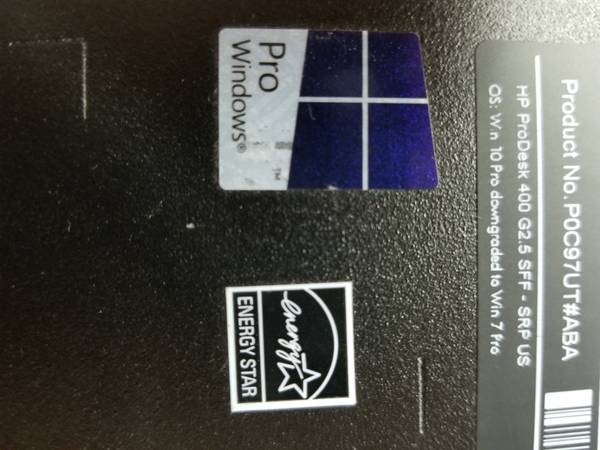 Product No.P0C97UT#ABA
HP ProDesk 400 G2.5 SFF - SRP US
OS: Win 10 Pro downgraded to Win 7 Pro
Pro
Windows®
™
energy
ENERGY STAR